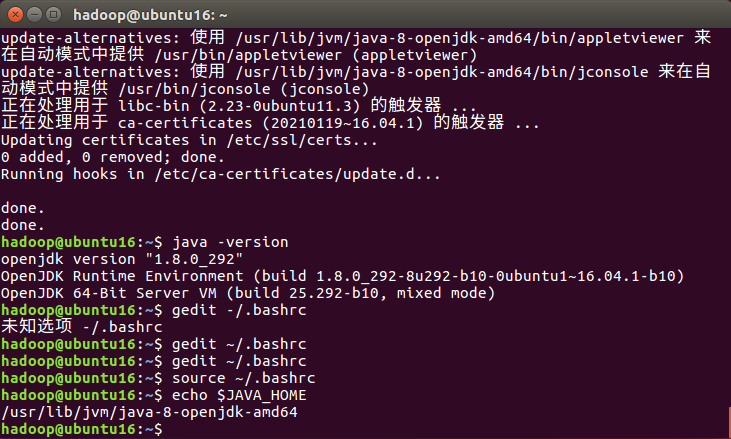 hadoop@ubuntu16: ~
update-alternatives: 使用 /usr/lib/jvm/java-8-openjdk-amd64/bin/appletviewer 来
在自动模式中提供 /usr/bin/appletviewer (appletviewer)
update-alternatives: 使用 /usr/lib/jvm/java-8-openjdk-amd64/bin/jconsole 来在自
动模式中提供 /usr/bin/jconsole (jconsole)
正在处理用于 libc-bin (2.23-0ubuntu11.3) 的触发器 ...
正在处理用于 ca-certificates (20210119~16.04.1) 的触发器 ...
Updating certificates in /etc/ssl/certs...
0 added, 0 removed; done.
Running hooks in /etc/ca-certificates/update.d...
done.
done.
hadoop@ubuntu16:~$ java -version
openjdk version "1.8.0_292"
OpenJDK Runtime Environment (build 1.8.0_292-8u292-b10-0ubuntu1~16.04.1-b10)
OpenJDK 64-Bit Server VM (build 25.292-b10, mixed mode)
hadoop@ubuntu16:~$ gedit -/.bashrc
未知选项 -/.bashrc
hadoop@ubuntu16:~$ gedit ~/.bashrc
hadoop@ubuntu16:~$ gedit ~/.bashrc
hadoop@ubuntu16:~$ source ~/.bashrc
hadoop@ubuntu16:~$ echo $JAVA_HOME
/usr/lib/jvm/java-8-openjdk-amd64
hadoop@ubuntu16:~$